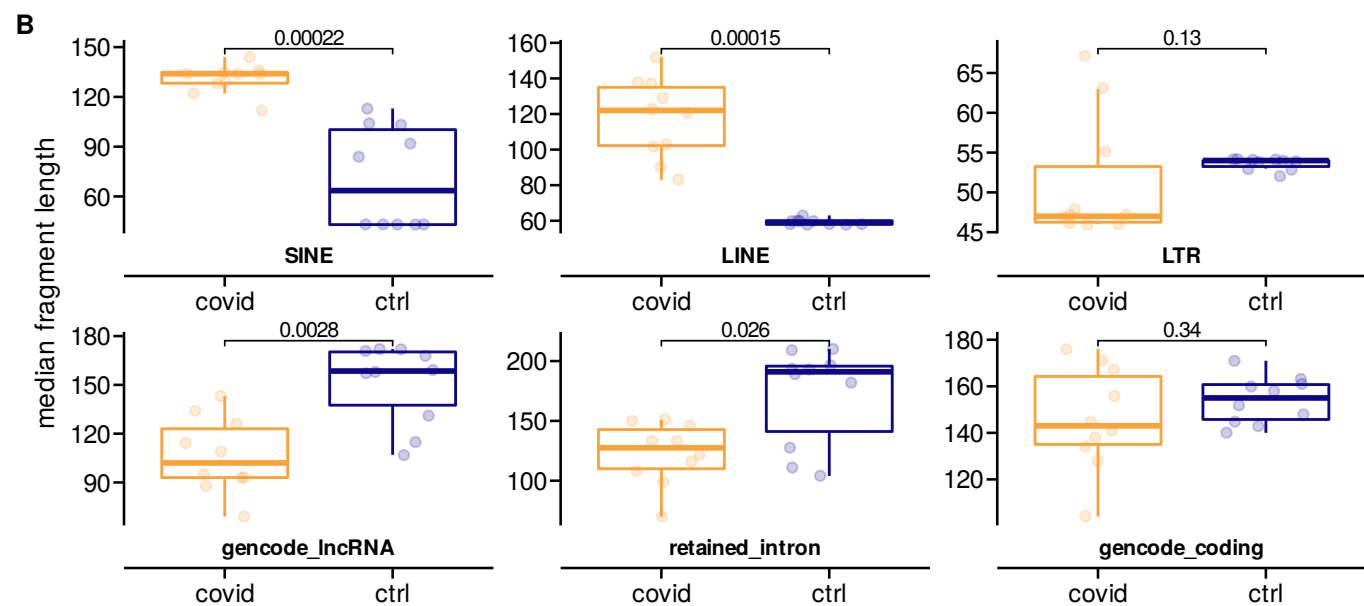 B
median fragment length
0.00022
150
120
90
60
SINE
covid ctrl
0.00015
160
140
120
100
80
60
LINE
covid ctrl
0.13
65
60
55
50
45
LTR
covid ctrl
0.0028
180
150
120
90
gencode_lncRNA
covid ctrl
0.026
200
150
100
retained_intron
covid ctrl
0.34
180
160
140
120
gencode_coding
covid ctrl